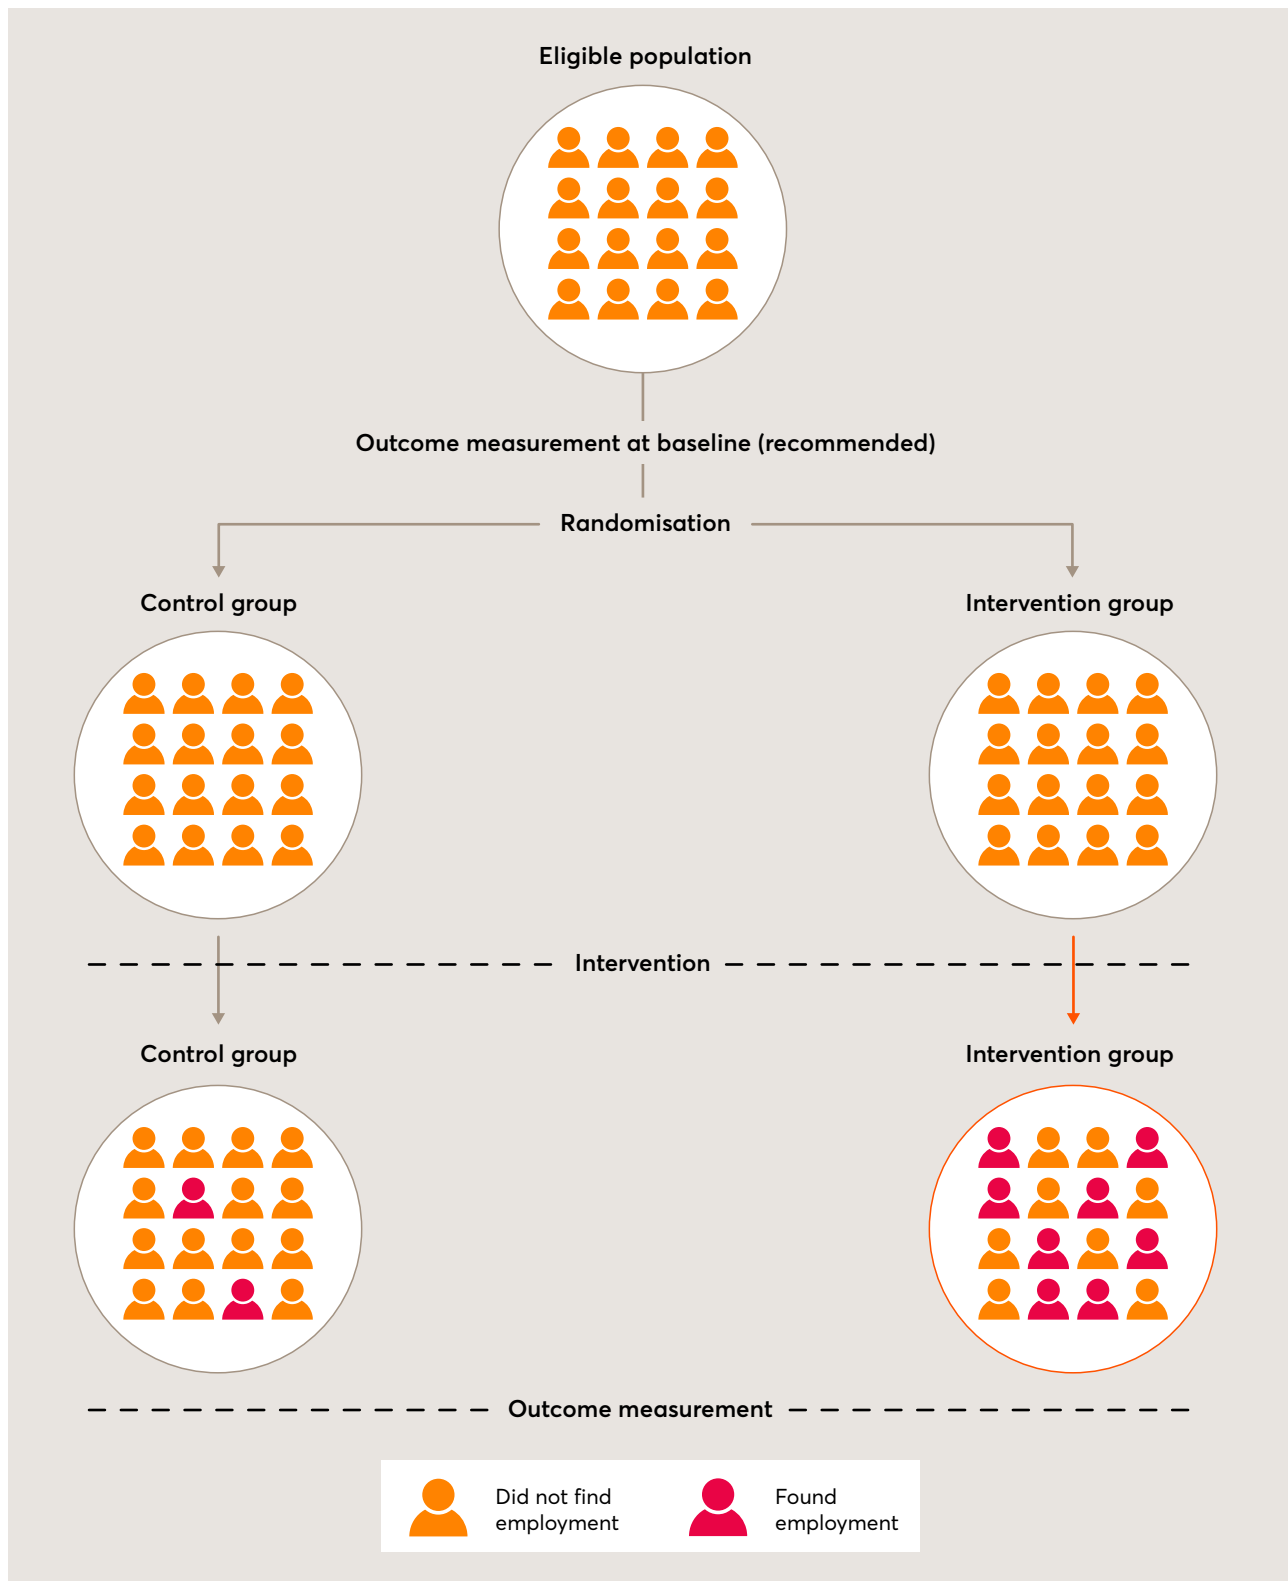 Eligible population
Outcome measurement at baseline (recommended)
Randomisation
Control group
Intervention group
Intervention
Control group
Intervention group
Outcome measurement
Did not find
employment
Found
employment